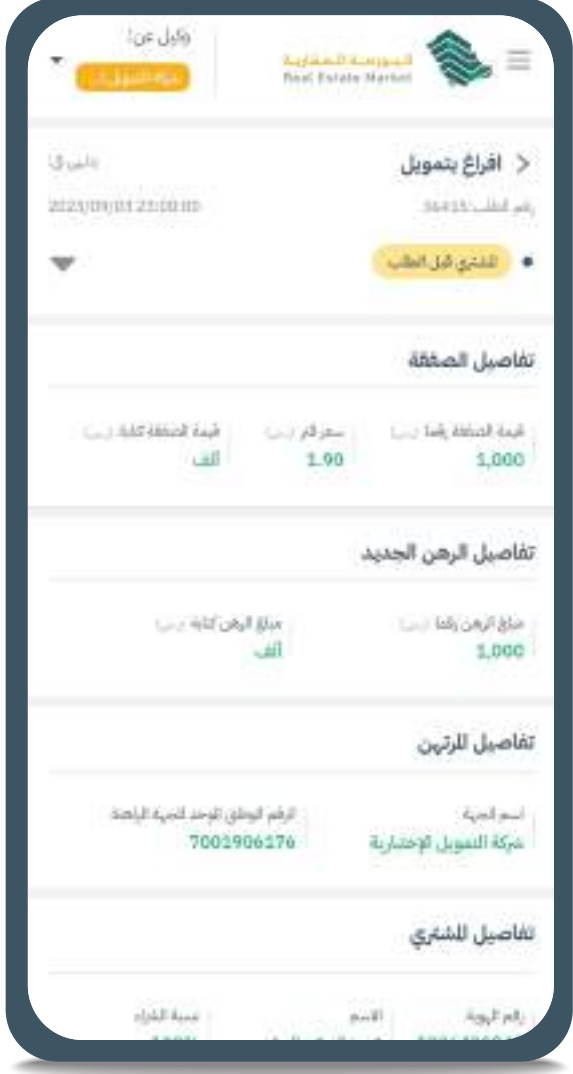 وكيل عن:
البورصة العقارية
Real Estate Market
افراغ بتمويل
رقم الطلب 36415
2023/09/03 23:00:00
المشتري قبل الطلب
تفاصيل الصفقة
قيمة الصفقة رقما (ر.س) سعر المتر (ر.س) قيمة الصفقة كتابة (ر.س)
1,000 1.90 ألف
تفاصيل الرهن الجديد
مبلغ الرهن رقما (ر.س) مبلغ الرهن كتابة (ر.س)
1,000 ألف
تفاصيل المرتهن
اسم الجهة الرقم الوطني الموحد للجهة الراهنة
شركة التمويل الإختبارية 7001906176
تفاصيل المشتري
رقم الهوية الاسم نسبة الشراء